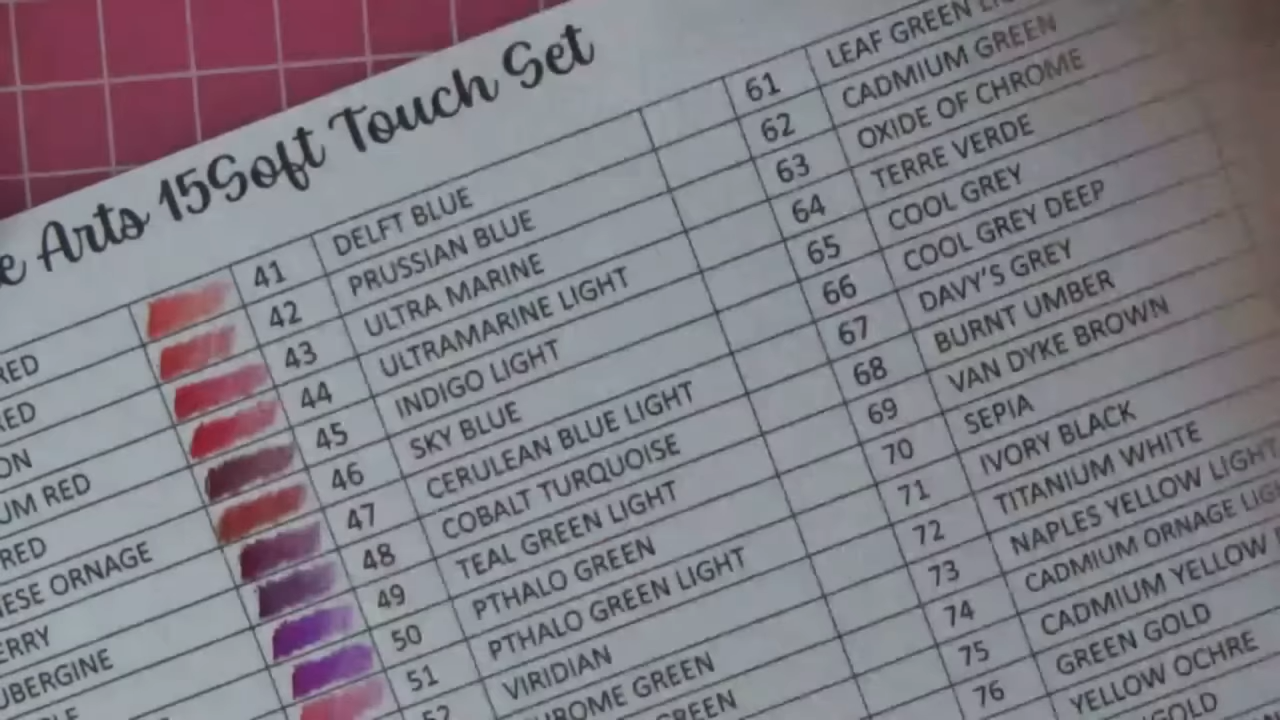 e Arts 15Soft Touch Set
RED 41 DELFT BLUE 61 LEAF GREEN
RED 42 PRUSSIAN BLUE 62 CADMIUM GREEN
ON 43 ULTRA MARINE 63 OXIDE OF CHROME
UM RED 44 ULTRAMARINE LIGHT 64 TERRE VERDE
RED 45 INDIGO LIGHT 65 COOL GREY
ESE ORNAGE 46 SKY BLUE 66 COOL GREY DEEP
ERRY 47 CERULEAN BLUE LIGHT 67 DAVY'S GREY
UBERGINE 48 COBALT TURQUOISE 68 BURNT UMBER
49 TEAL GREEN LIGHT 69 VAN DYKE BROWN
50 PTHALO GREEN 70 SEPIA
51 PTHALO GREEN LIGHT 71 IVORY BLACK
52 VIRIDIAN 72 TITANIUM WHITE
ROME GREEN 73 NAPLES YELLOW LIGHT
GREEN 74 CADMIUM ORNAGE LIG
75 CADMIUM YELLOW
76 GREEN GOLD
YELLOW OCHRE
GOLD